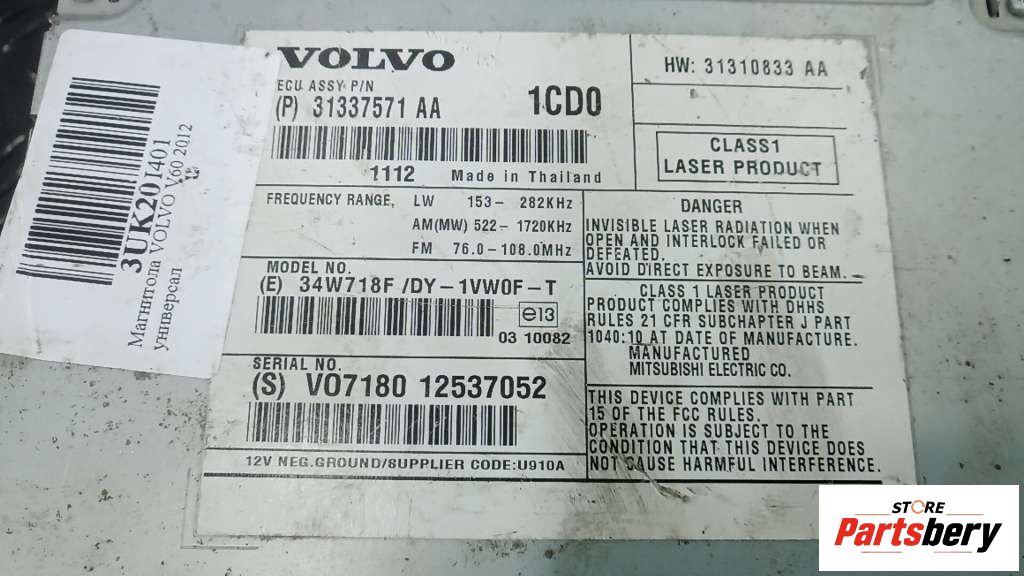 3UK20I401
Магнитола VOLVO V60 2012
универсал
VOLVO
ECU ASSY P/N
(P) 31337571 AA
1CD0
1112 Made in Thailand
HW: 31310833 AA
CLASS1
LASER PRODUCT
FREQUENCY RANGE, LW 153- 282KHz
AM(MW) 522- 1720KHz
FM 76.0-108.0MHz
MODEL NO.
(E) 34W718F /DY-1VW0F-T
e13
03 10082
SERIAL NO.
(S) VO7180 12537052
12V NEG.GROUND/SUPPLIER CODE:U910A
DANGER
INVISIBLE LASER RADIATION WHEN
OPEN AND INTERLOCK FAILED OR
DEFEATED.
AVOID DIRECT EXPOSURE TO BEAM.
CLASS 1 LASER PRODUCT
PRODUCT COMPLIES WITH DHHS
RULES 21 CFR SUBCHAPTER J PART
1040:10 AT DATE OF MANUFACTURE.
MANUFACTURED
MITSUBISHI ELECTRIC CO.
THIS DEVICE COMPLIES WITH PART
15 OF THE FCC RULES.
OPERATION IS SUBJECT TO THE
CONDITION THAT THIS DEVICE DOES
NOT CAUSE HARMFUL INTERFERENCE.
STORE
Partsbery